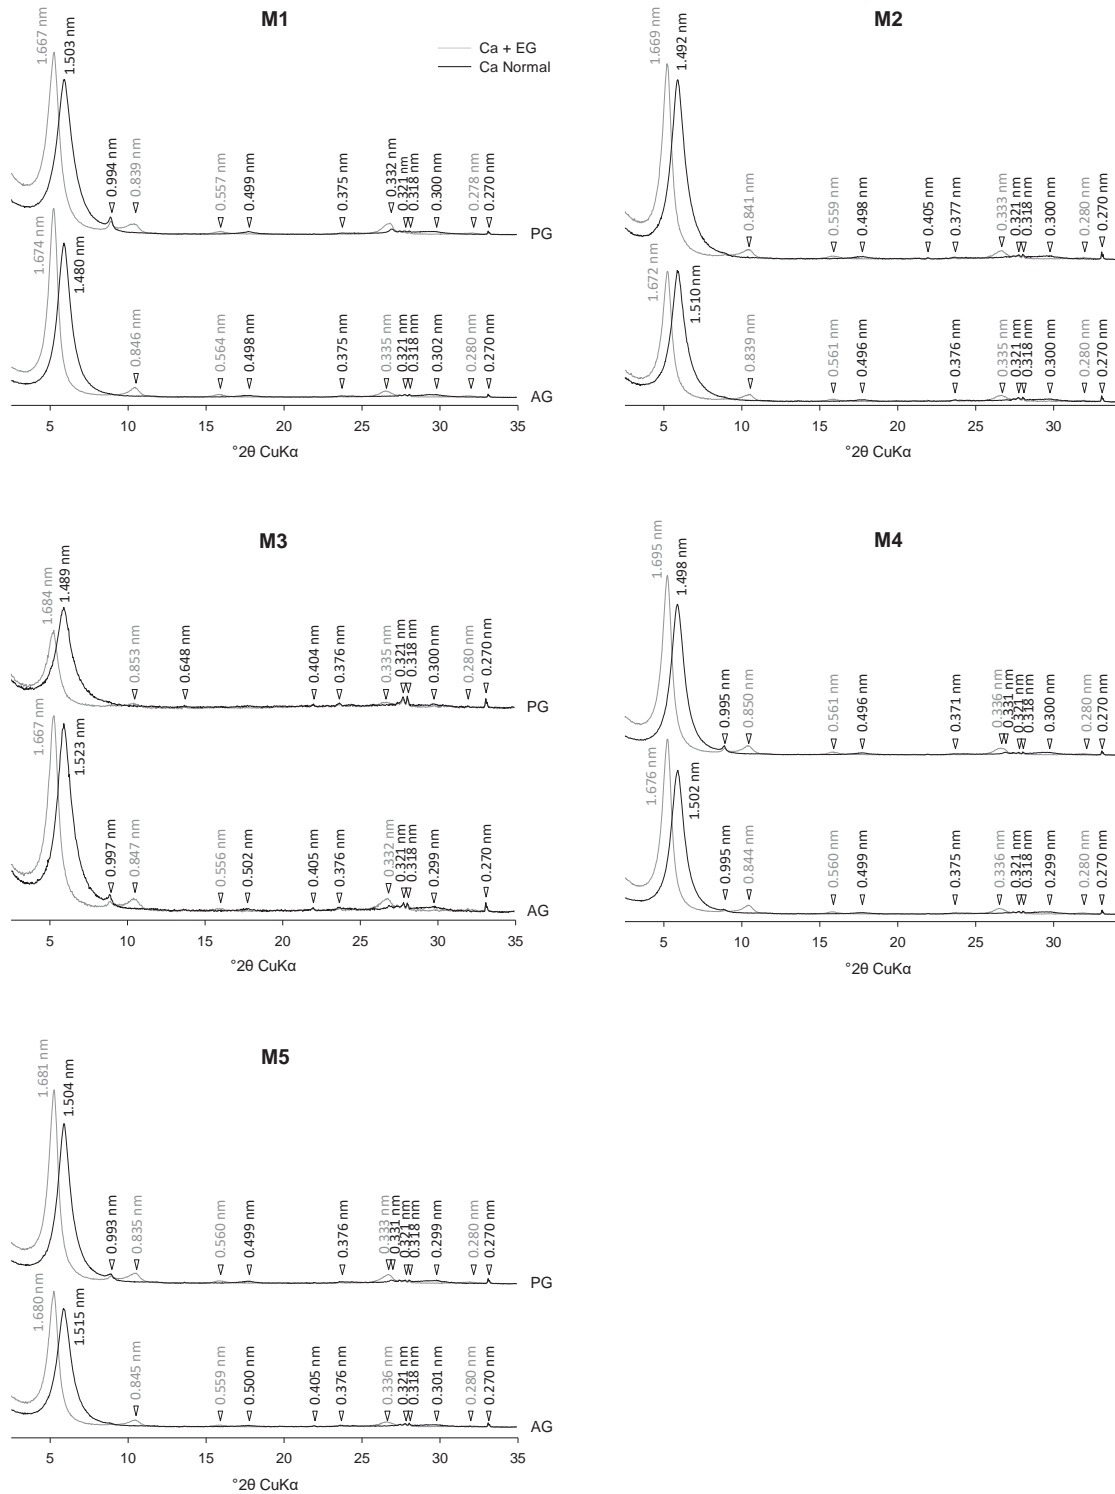 M1
Ca + EG
Ca Normal
1.667 nm
1.503 nm
0.994 nm
0.839 nm
0.557 nm
0.499 nm
0.375 nm
0.332 nm
0.321 nm
0.318 nm
0.300 nm
0.278 nm
0.270 nm
PG
1.674 nm
1.480 nm
0.846 nm
0.564 nm
0.498 nm
0.375 nm
0.335 nm
0.321 nm
0.318 nm
0.302 nm
0.280 nm
0.270 nm
AG
5 10 15 20 25 30 35
°2θ CuKα
M2
1.669 nm
1.492 nm
0.841 nm
0.559 nm
0.498 nm
0.405 nm
0.377 nm
0.333 nm
0.321 nm
0.318 nm
0.300 nm
0.280 nm
0.270 nm
1.672 nm
1.510 nm
0.839 nm
0.561 nm
0.496 nm
0.376 nm
0.335 nm
0.321 nm
0.318 nm
0.300 nm
0.280 nm
0.270 nm
5 10 15 20 25 30
°2θ CuKα
M3
1.684 nm
1.489 nm
0.853 nm
0.648 nm
0.404 nm
0.376 nm
0.335 nm
0.321 nm
0.318 nm
0.300 nm
0.280 nm
0.270 nm
PG
1.667 nm
1.523 nm
0.997 nm
0.847 nm
0.556 nm
0.502 nm
0.405 nm
0.376 nm
0.332 nm
0.321 nm
0.318 nm
0.299 nm
0.270 nm
AG
5 10 15 20 25 30 35
°2θ CuKα
M4
1.695 nm
1.498 nm
0.995 nm
0.850 nm
0.561 nm
0.496 nm
0.371 nm
0.336 nm
0.331 nm
0.321 nm
0.318 nm
0.300 nm
0.280 nm
0.270 nm
1.676 nm
1.502 nm
0.995 nm
0.844 nm
0.560 nm
0.499 nm
0.375 nm
0.336 nm
0.321 nm
0.318 nm
0.299 nm
0.280 nm
0.270 nm
5 10 15 20 25 30
°2θ CuKα
M5
1.681 nm
1.504 nm
0.993 nm
0.835 nm
0.560 nm
0.499 nm
0.376 nm
0.333 nm
0.331 nm
0.321 nm
0.318 nm
0.299 nm
0.280 nm
0.270 nm
PG
1.680 nm
1.515 nm
0.845 nm
0.559 nm
0.500 nm
0.405 nm
0.376 nm
0.336 nm
0.321 nm
0.318 nm
0.301 nm
0.280 nm
0.270 nm
AG
5 10 15 20 25 30 35
°2θ CuKα